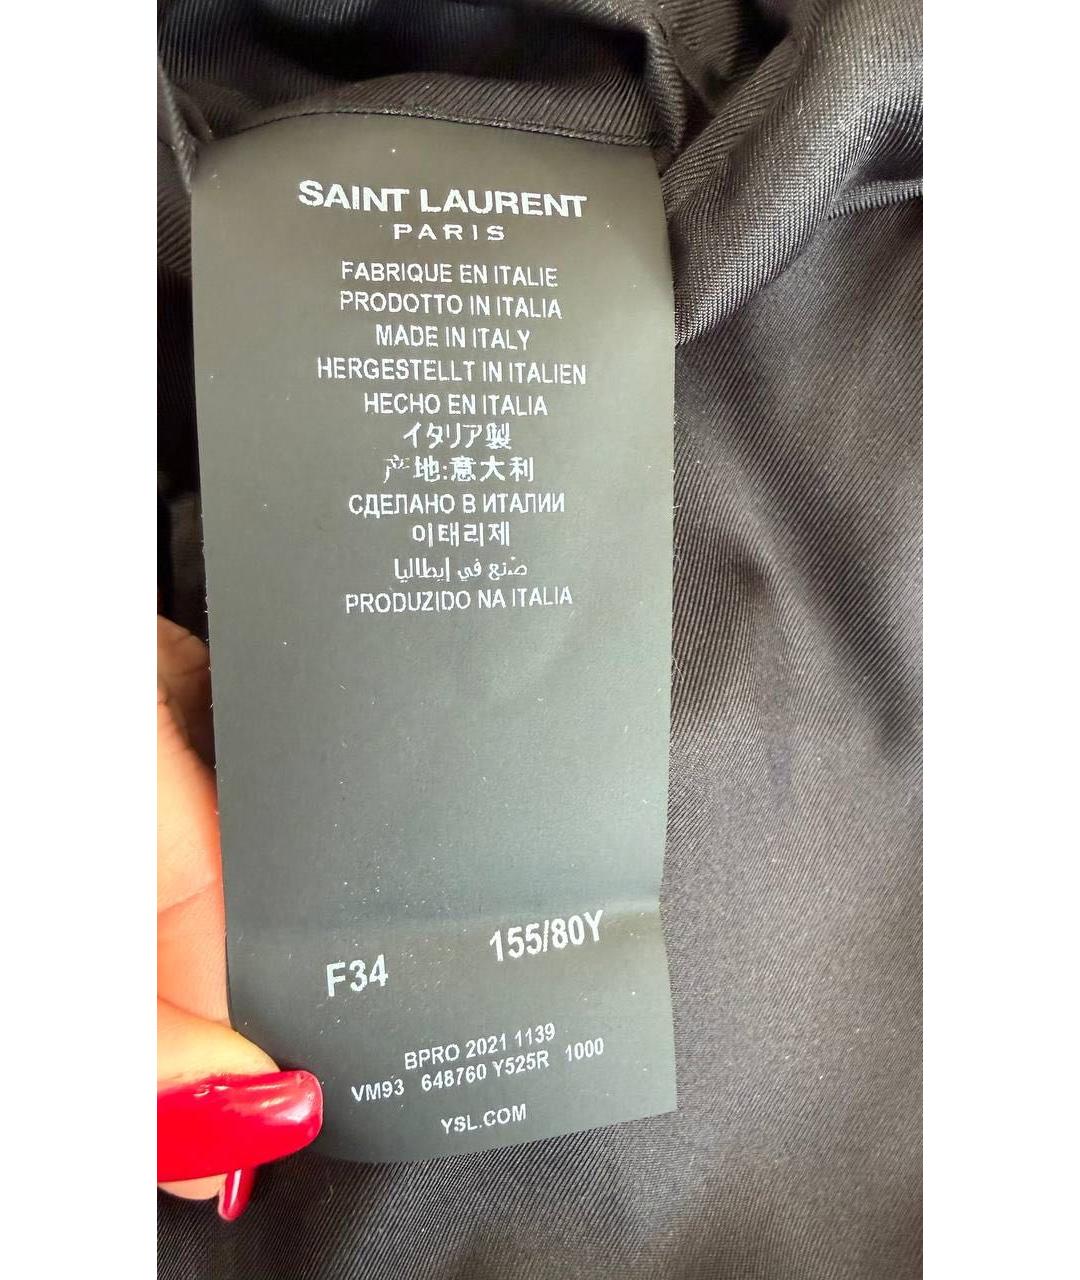 SAINT LAURENT
PARIS
FABRIQUE EN ITALIE
PRODOTTO IN ITALIA
MADE IN ITALY
HERGESTELLT IN ITALIEN
HECHO EN ITALIA
イタリア製
产地:意大利
СДЕЛАНО В ИТАЛИИ
이태리제
صنع في إيطاليا
PRODUZIDO NA ITALIA
F34 155/80Y
BPRO 2021 1139
VM93 648760 Y525R 1000
YSL.COM